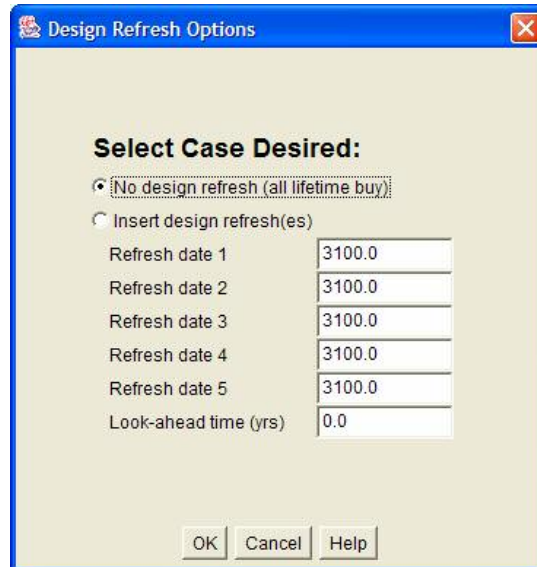 Design Refresh Options
Select Case Desired:
No design refresh (all lifetime buy)
Insert design refresh(es)
Refresh date 1 3100.0
Refresh date 2 3100.0
Refresh date 3 3100.0
Refresh date 4 3100.0
Refresh date 5 3100.0
Look-ahead time (yrs) 0.0
OK Cancel Help